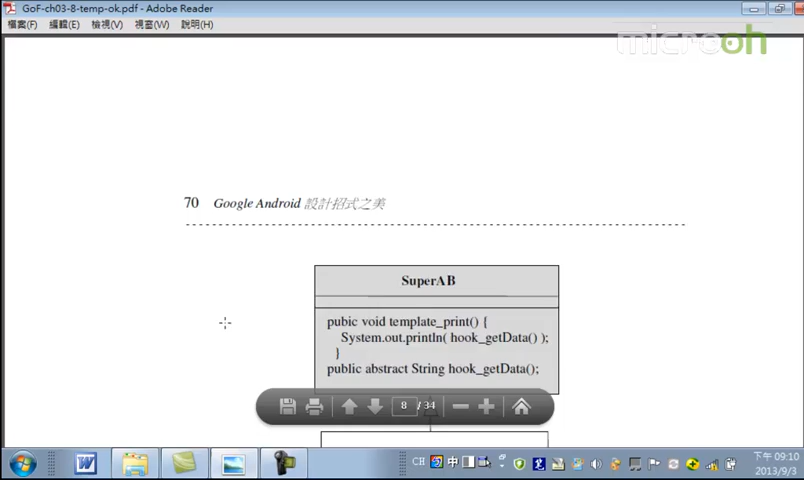 GoF-ch03-8-temp-ok.pdf - Adobe Reader
檔案(F) 編輯(E) 檢視(V) 視窗(W) 說明(H)
microoh
70 Google Android 設計招式之美
SuperAB
pubic void template_print() {
System.out.println( hook_getData() );
}
public abstract String hook_getData();
8 / 34
CH 中
下午 09:10
2013/9/3